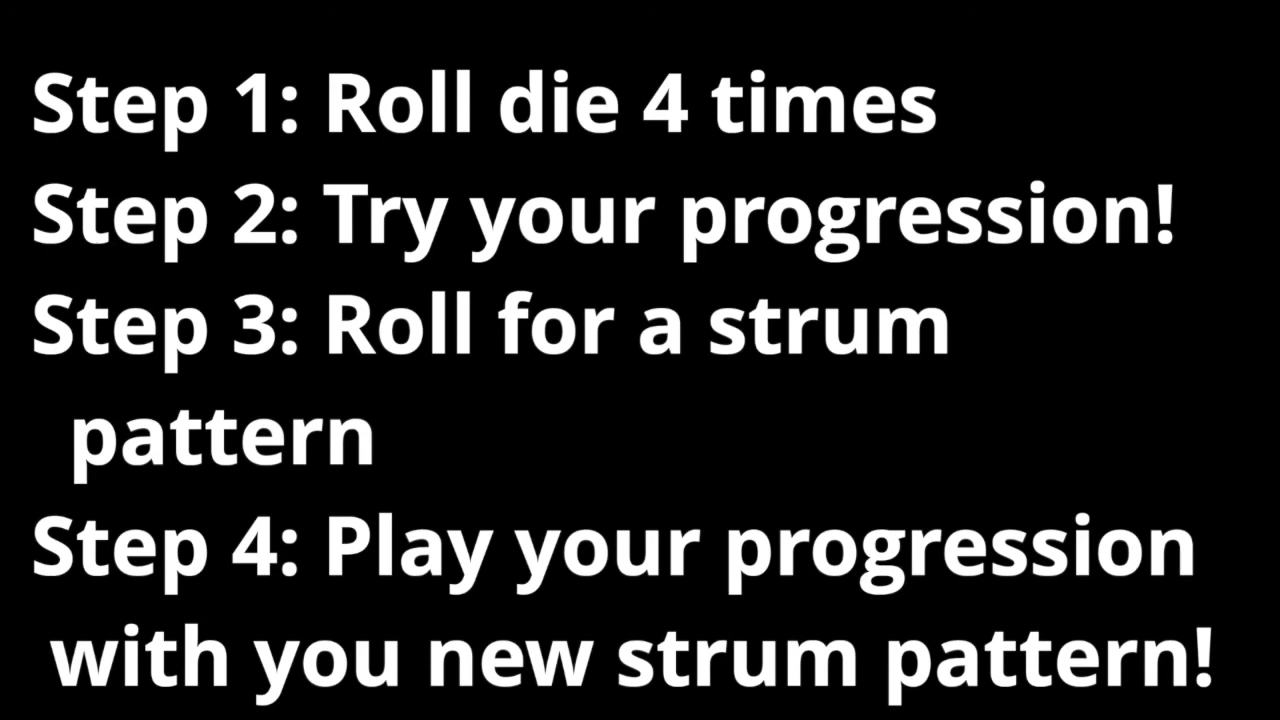 Step 1: Roll die 4 times
Step 2: Try your progression!
Step 3: Roll for a strum
pattern
Step 4: Play your progression
with you new strum pattern!